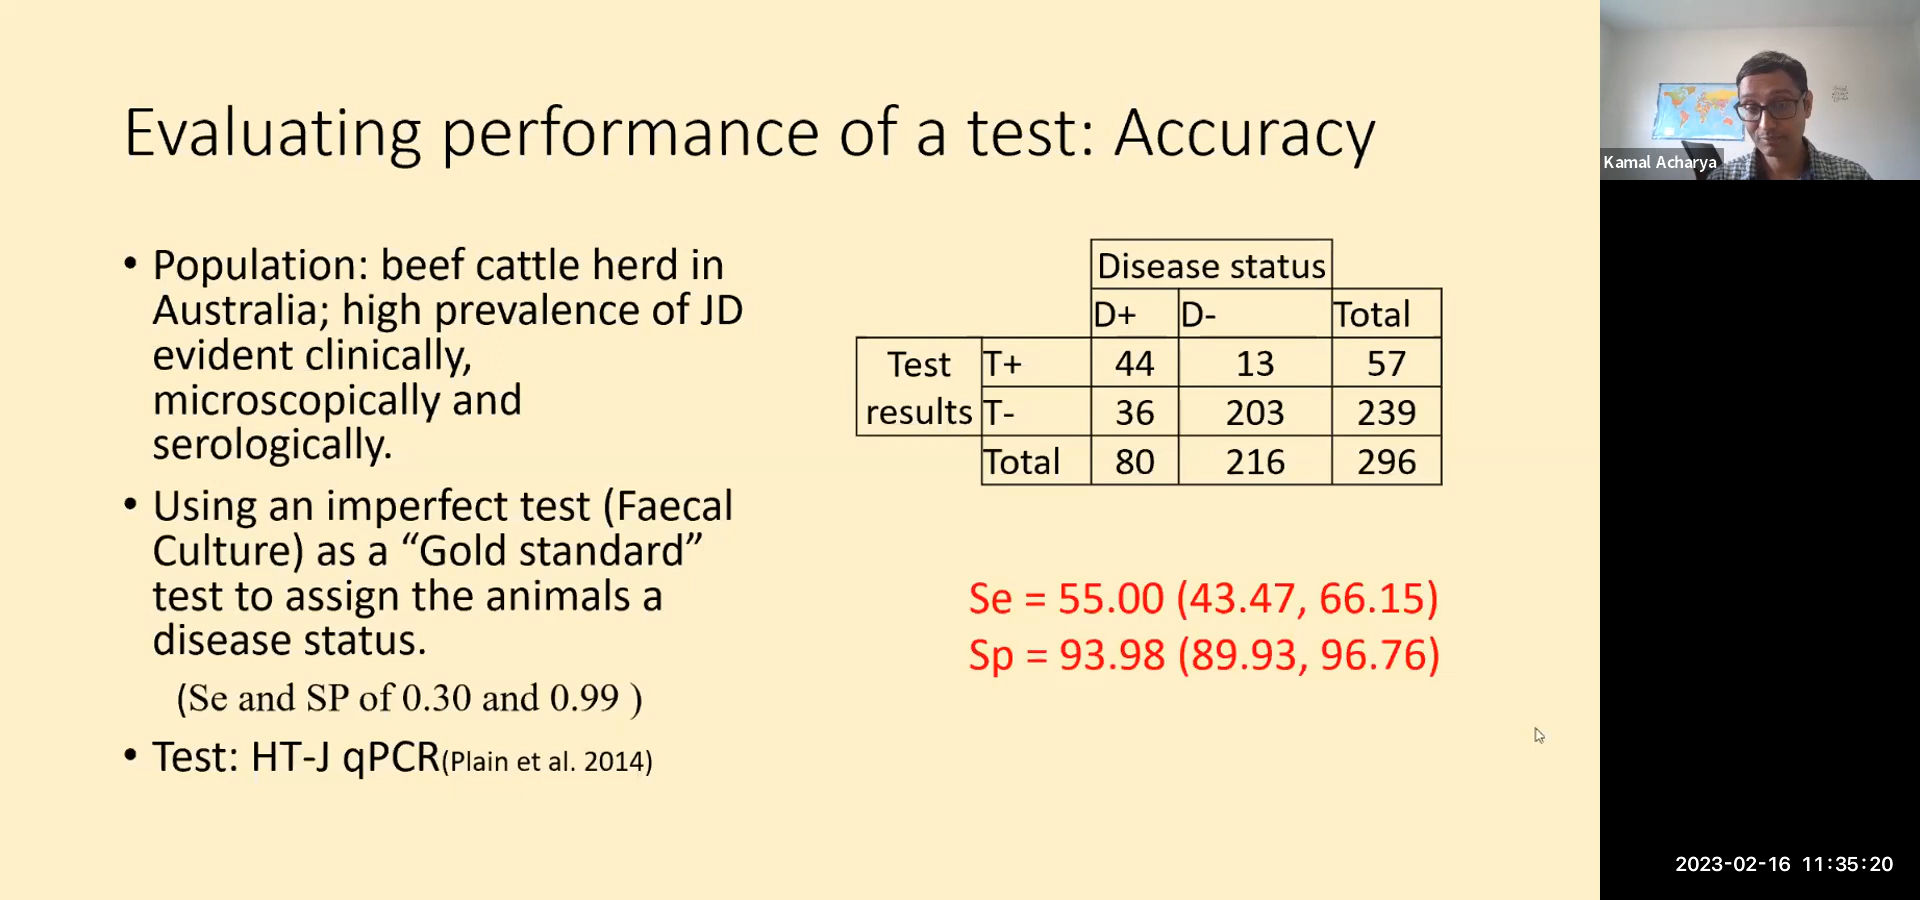 Evaluating performance of a test: Accuracy
• Population: beef cattle herd in
Australia; high prevalence of JD
evident clinically,
microscopically and
serologically.
• Using an imperfect test (Faecal
Culture) as a “Gold standard”
test to assign the animals a
disease status.
(Se and SP of 0.30 and 0.99 )
• Test: HT-J qPCR(Plain et al. 2014)
Disease status
D+ D- Total
Test T+ 44 13 57
results T- 36 203 239
Total 80 216 296
Se = 55.00 (43.47, 66.15)
Sp = 93.98 (89.93, 96.76)
Kamal Acharya
2023-02-16 11:35:20